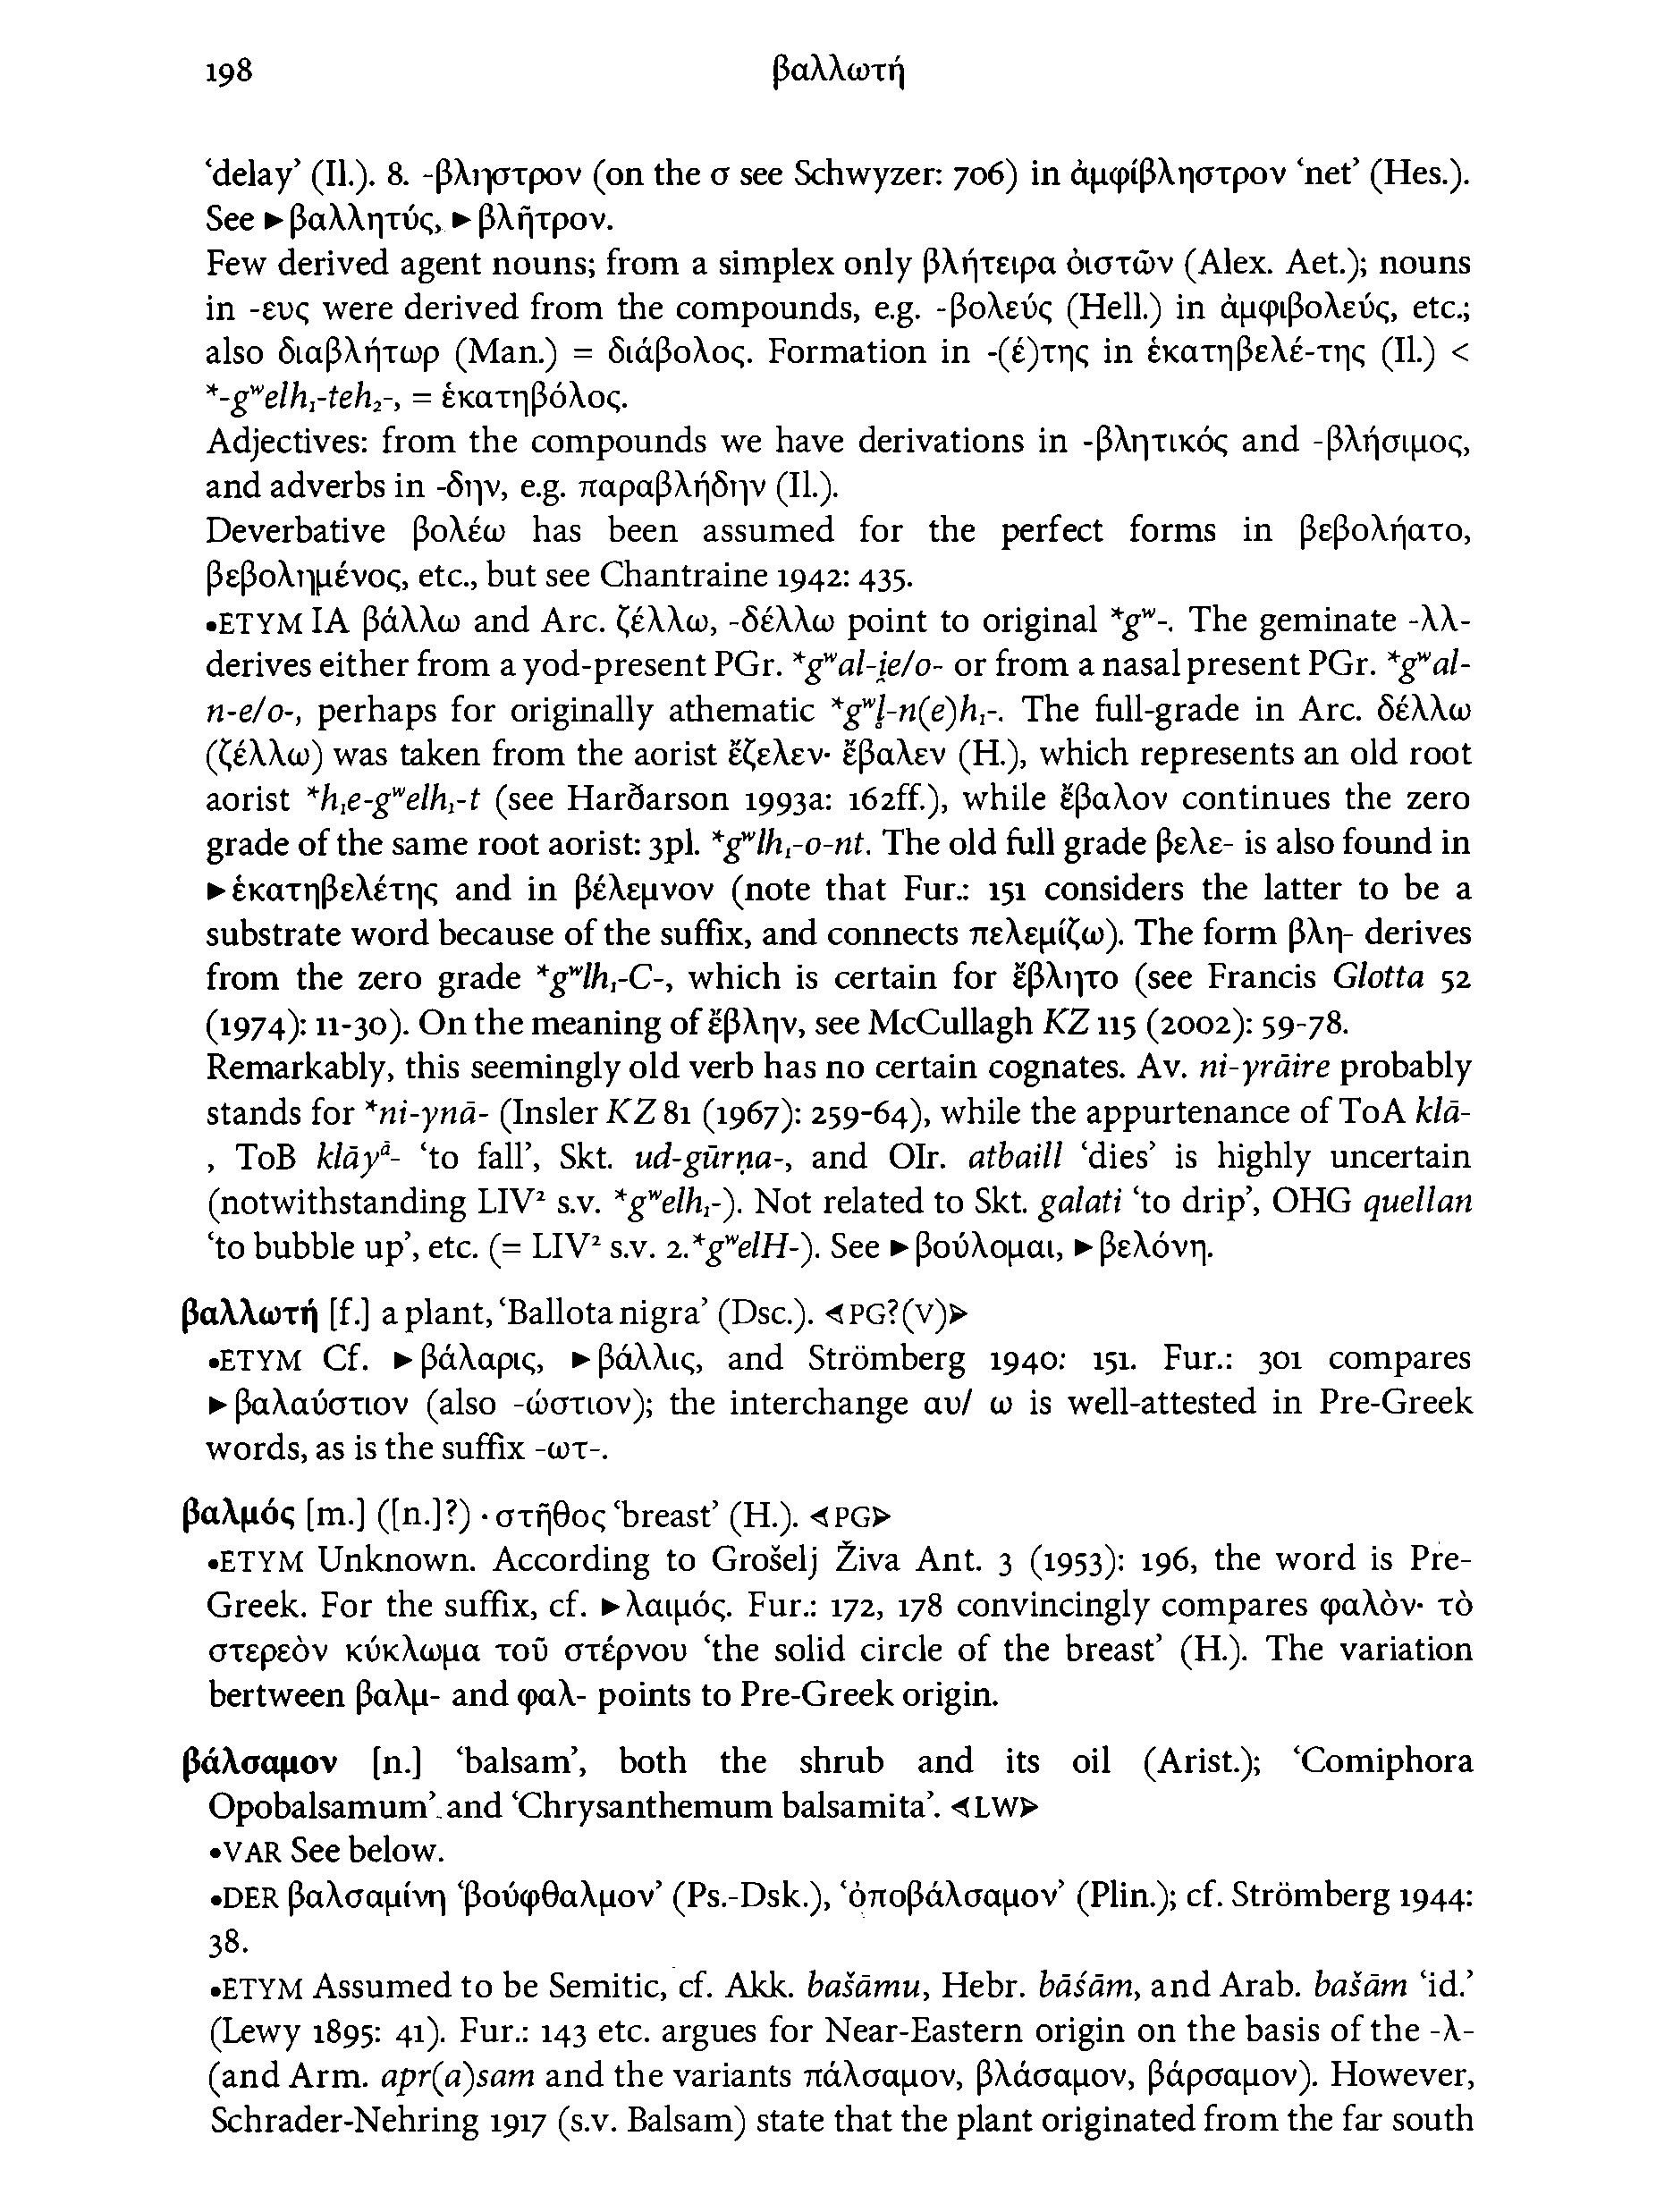 198 βαλλωτή
‘delay’ (Il.). 8. -βληστρον (on the σ see Schwyzer: 706) in ἀμφίβληστρον ‘net’ (Hes.).
See ►βαλλητύς, ►βλῆτρον.
Few derived agent nouns; from a simplex only βλήτειρα ὀιστῶν (Alex. Aet.); nouns
in -ευς were derived from the compounds, e.g. -βολεύς (Hell.) in ἀμφιβολεύς, etc.;
also διαβλήτωρ (Man.) = διάβολος. Formation in -(έ)της in ἑκατηβελέ-της (Il.) <
*-gʷelh₁-teh₂-, = ἑκατηβόλος.
Adjectives: from the compounds we have derivations in -βλητικός and -βλήσιμος,
and adverbs in -δην, e.g. παραβλήδην (Il.).
Deverbative βολέω has been assumed for the perfect forms in βεβολήατο,
βεβολημένος, etc., but see Chantraine 1942: 435.
•ETYM IA βάλλω and Arc. ζέλλω, -δέλλω point to original *gʷ-. The geminate -λλ-
derives either from a yod-present PGr. *gʷal-i̯e/o- or from a nasal present PGr. *gʷal-
n-e/o-, perhaps for originally athematic *gʷl̥-n(e)h₁-. The full-grade in Arc. δέλλω
(ζέλλω) was taken from the aorist ἔζελεν· ἔβαλεν (H.), which represents an old root
aorist *h₁e-gʷelh₁-t (see Harðarson 1993a: 162ff.), while ἔβαλον continues the zero
grade of the same root aorist: 3pl. *gʷlh₁-o-nt. The old full grade βελε- is also found in
►ἑκατηβελέτης and in βέλεμνον (note that Fur.: 151 considers the latter to be a
substrate word because of the suffix, and connects πελεμίζω). The form βλη- derives
from the zero grade *gʷlh₁-C-, which is certain for ἔβλητο (see Francis Glotta 52
(1974): 11-30). On the meaning of ἔβλην, see McCullagh KZ 115 (2002): 59-78.
Remarkably, this seemingly old verb has no certain cognates. Av. ni-yrāire probably
stands for *ni-ynā- (Insler KZ 81 (1967): 259-64), while the appurtenance of ToA klā-
, ToB klāyᵃ̄- ‘to fall’, Skt. ud-gūrṇa-, and OIr. atbaill ‘dies’ is highly uncertain
(notwithstanding LIV² s.v. *gʷelh₁-). Not related to Skt. galati ‘to drip’, OHG quellan
‘to bubble up’, etc. (= LIV² s.v. 2.*gʷelH-). See ►βούλομαι, ►βελόνη.
βαλλωτή [f.] a plant, ‘Ballota nigra’ (Dsc.). ⊲PG?(V)⊳
•ETYM Cf. ►βάλαρις, ►βάλλις, and Strömberg 1940: 151. Fur.: 301 compares
►βαλαύστιον (also -ώστιον); the interchange αυ/ ω is well-attested in Pre-Greek
words, as is the suffix -ωτ-.
βαλμός [m.] ([n.]?) · στῆθος ‘breast’ (H.). ⊲PG⊳
•ETYM Unknown. According to Grošelj Živa Ant. 3 (1953): 196, the word is Pre-
Greek. For the suffix, cf. ►λαιμός. Fur.: 172, 178 convincingly compares φαλὸν· τὸ
στερεὸν κύκλωμα τοῦ στέρνου ‘the solid circle of the breast’ (H.). The variation
bertween βαλμ- and φαλ- points to Pre-Greek origin.
βάλσαμον [n.] ‘balsam’, both the shrub and its oil (Arist.); ‘Comiphora
Opobalsamum’ and ‘Chrysanthemum balsamita’. ⊲LW⊳
•VAR See below.
•DER βαλσαμίνη ‘βούφθαλμον’ (Ps.-Dsk.), ‘ὀποβάλσαμον’ (Plin.); cf. Strömberg 1944:
38.
•ETYM Assumed to be Semitic, cf. Akk. bašāmu, Hebr. bāśām, and Arab. bašām ‘id.’
(Lewy 1895: 41). Fur.: 143 etc. argues for Near-Eastern origin on the basis of the -λ-
(and Arm. apr(a)sam and the variants πάλσαμον, βλάσαμον, βάρσαμον). However,
Schrader-Nehring 1917 (s.v. Balsam) state that the plant originated from the far south